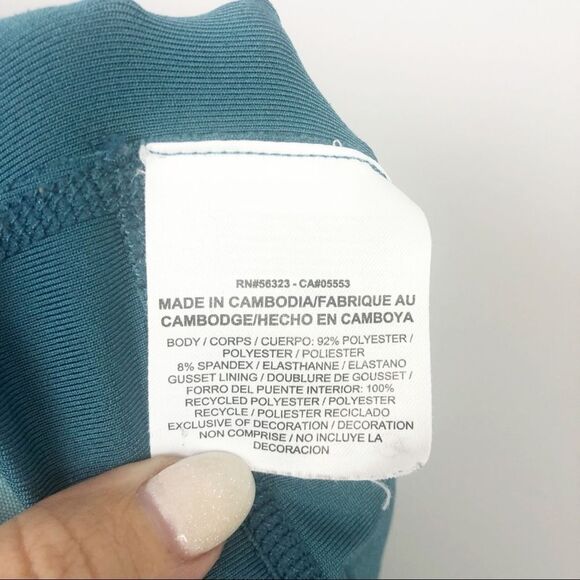 RN#56323 - CA#05553
MADE IN CAMBODIA/FABRIQUE AU
CAMBODGE/HECHO EN CAMBOYA
BODY / CORPS / CUERPO: 92% POLYESTER /
POLYESTER / POLIESTER
8% SPANDEX / ELASTHANNE / ELASTANO
GUSSET LINING / DOUBLURE DE GOUSSET /
FORRO DEL PUENTE INTERIOR: 100%
RECYCLED POLYESTER / POLYESTER
RECYCLE / POLIESTER RECICLADO
EXCLUSIVE OF DECORATION / DECORATION
NON COMPRISE / NO INCLUYE LA
DECORACION